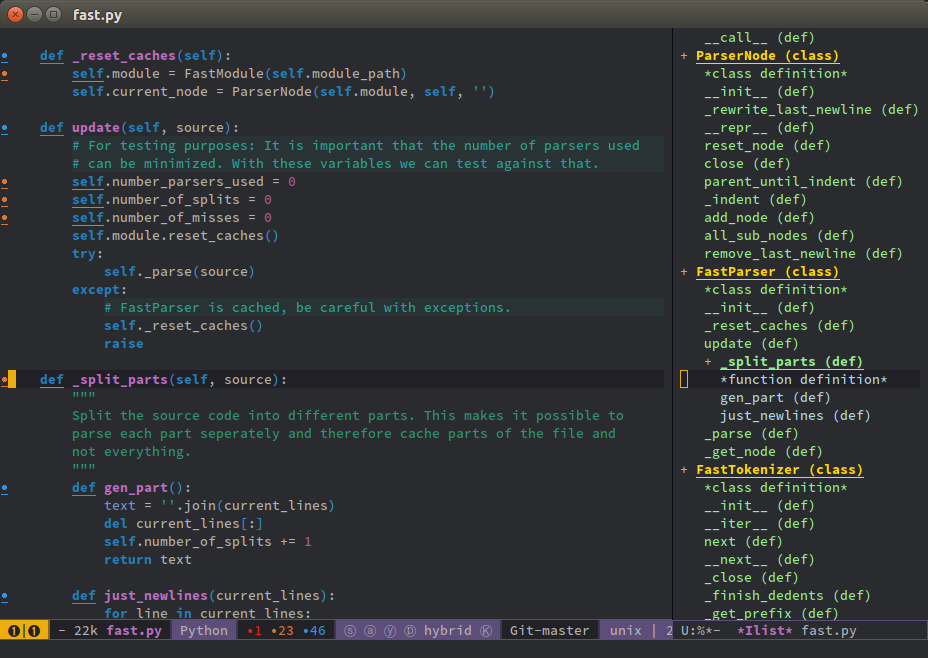 fast.py
def _reset_caches(self):
self.module = FastModule(self.module_path)
self.current_node = ParserNode(self.module, self, '')
def update(self, source):
# For testing purposes: It is important that the number of parsers used
# can be minimized. With these variables we can test against that.
self.number_parsers_used = 0
self.number_of_splits = 0
self.number_of_misses = 0
self.module.reset_caches()
try:
self._parse(source)
except:
# FastParser is cached, be careful with exceptions.
self._reset_caches()
raise
def _split_parts(self, source):
"""
Split the source code into different parts. This makes it possible to
parse each part seperately and therefore cache parts of the file and
not everything.
"""
def gen_part():
text = ''.join(current_lines)
del current_lines[:]
self.number_of_splits += 1
return text
def just_newlines(current_lines):
for line in current_lines:
__call__ (def)
+ ParserNode (class)
*class definition*
__init__ (def)
_rewrite_last_newline (def)
__repr__ (def)
reset_node (def)
close (def)
parent_until_indent (def)
_indent (def)
add_node (def)
all_sub_nodes (def)
remove_last_newline (def)
+ FastParser (class)
*class definition*
__init__ (def)
_reset_caches (def)
update (def)
+ _split_parts (def)
*function definition*
gen_part (def)
just_newlines (def)
_parse (def)
_get_node (def)
+ FastTokenizer (class)
*class definition*
__init__ (def)
__iter__ (def)
next (def)
__next__ (def)
_close (def)
_finish_dedents (def)
_get_prefix (def)
❶|❶ - 22k fast.py Python •1 •23 •46 ⓢ ⓐ ⓨ ⓟ hybrid Ⓚ Git-master unix | 2
U:%*- *Ilist* fast.py